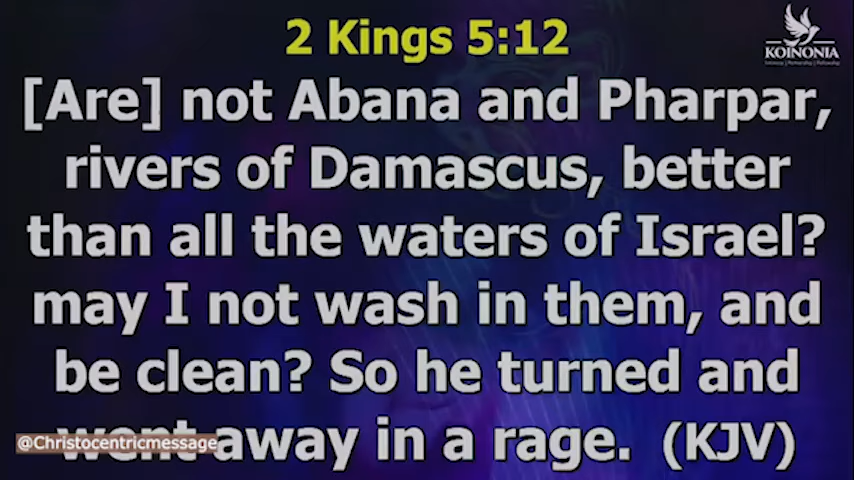 2 Kings 5:12
KOINONIA
[Are] not Abana and Pharpar,
rivers of Damascus, better
than all the waters of Israel?
may I not wash in them, and
be clean? So he turned and
went away in a rage. (KJV)
@Christocentricmessage